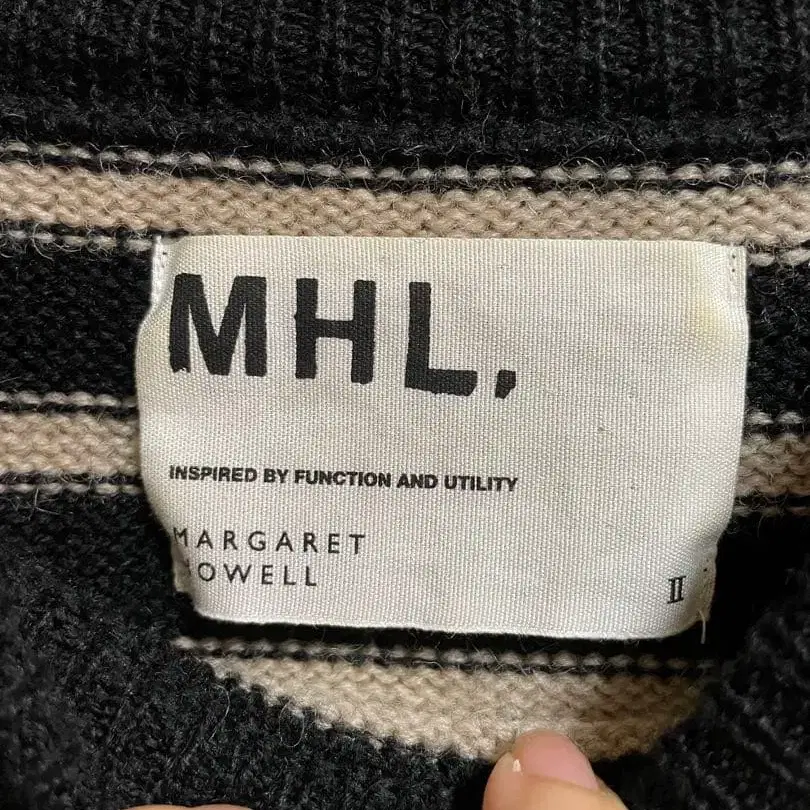 MHL.
INSPIRED BY FUNCTION AND UTILITY
MARGARET
HOWELL
II